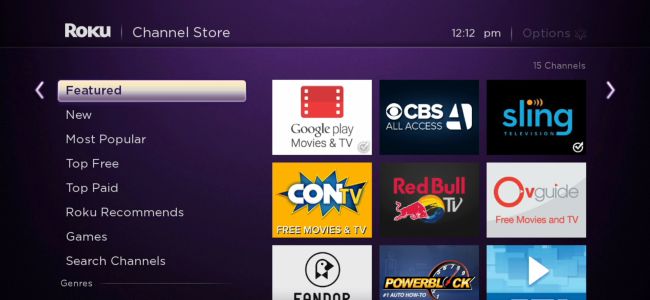 Roku
Channel Store
12:12 pm
Options
15 Channels
Featured
New
Most Popular
Top Free
Top Paid
Roku Recommends
Games
Search Channels
Genres
Google play
Movies & TV
CBS
ALL ACCESS
sling
TELEVISION
CONTV
FREE MOVIES & TV
Red Bull
TV
Ovguide
Free Movies and TV
FANDOR
POWERBLOCK
#1 AUTO HOW-TO